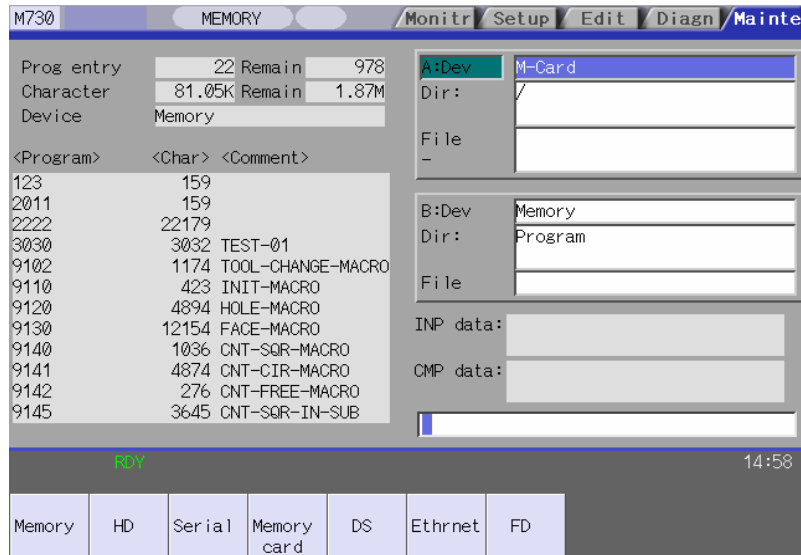 M730 MEMORY Monitr Setup Edit Diagn Mainte
Prog entry 22 Remain 978
Character 81.05K Remain 1.87M
Device Memory
<Program> <Char> <Comment>
123 159
2011 159
2222 22179
3030 3032 TEST-01
9102 1174 TOOL-CHANGE-MACRO
9110 423 INIT-MACRO
9120 4894 HOLE-MACRO
9130 12154 FACE-MACRO
9140 1036 CNT-SQR-MACRO
9141 4874 CNT-CIR-MACRO
9142 276 CNT-FREE-MACRO
9145 3645 CNT-SQR-IN-SUB
A:Dev M-Card
Dir: /
File
-
B:Dev Memory
Dir: Program
File
INP data:
CMP data:
RDY 14:58
Memory HD Serial Memory card DS Ethrnet FD